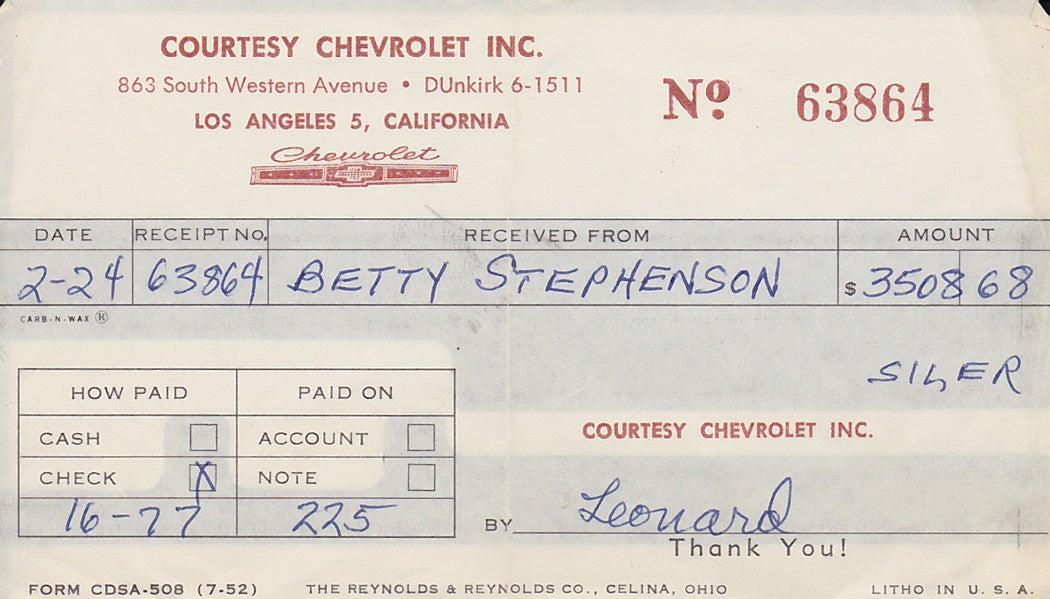 COURTESY CHEVROLET INC.
863 South Western Avenue • DUnkirk 6-1511
LOS ANGELES 5, CALIFORNIA
Nº 63864
Chevrolet
DATE RECEIPT No. RECEIVED FROM AMOUNT
2-24 63864 BETTY STEPHENSON $3508 68
CARB-N-WAX ®
SILER
HOW PAID PAID ON
CASH ACCOUNT
CHECK X NOTE
16-77 225
COURTESY CHEVROLET INC.
BY Leonard
Thank You!
FORM CDSA-508 (7-52) THE REYNOLDS & REYNOLDS CO., CELINA, OHIO LITHO IN U. S. A.